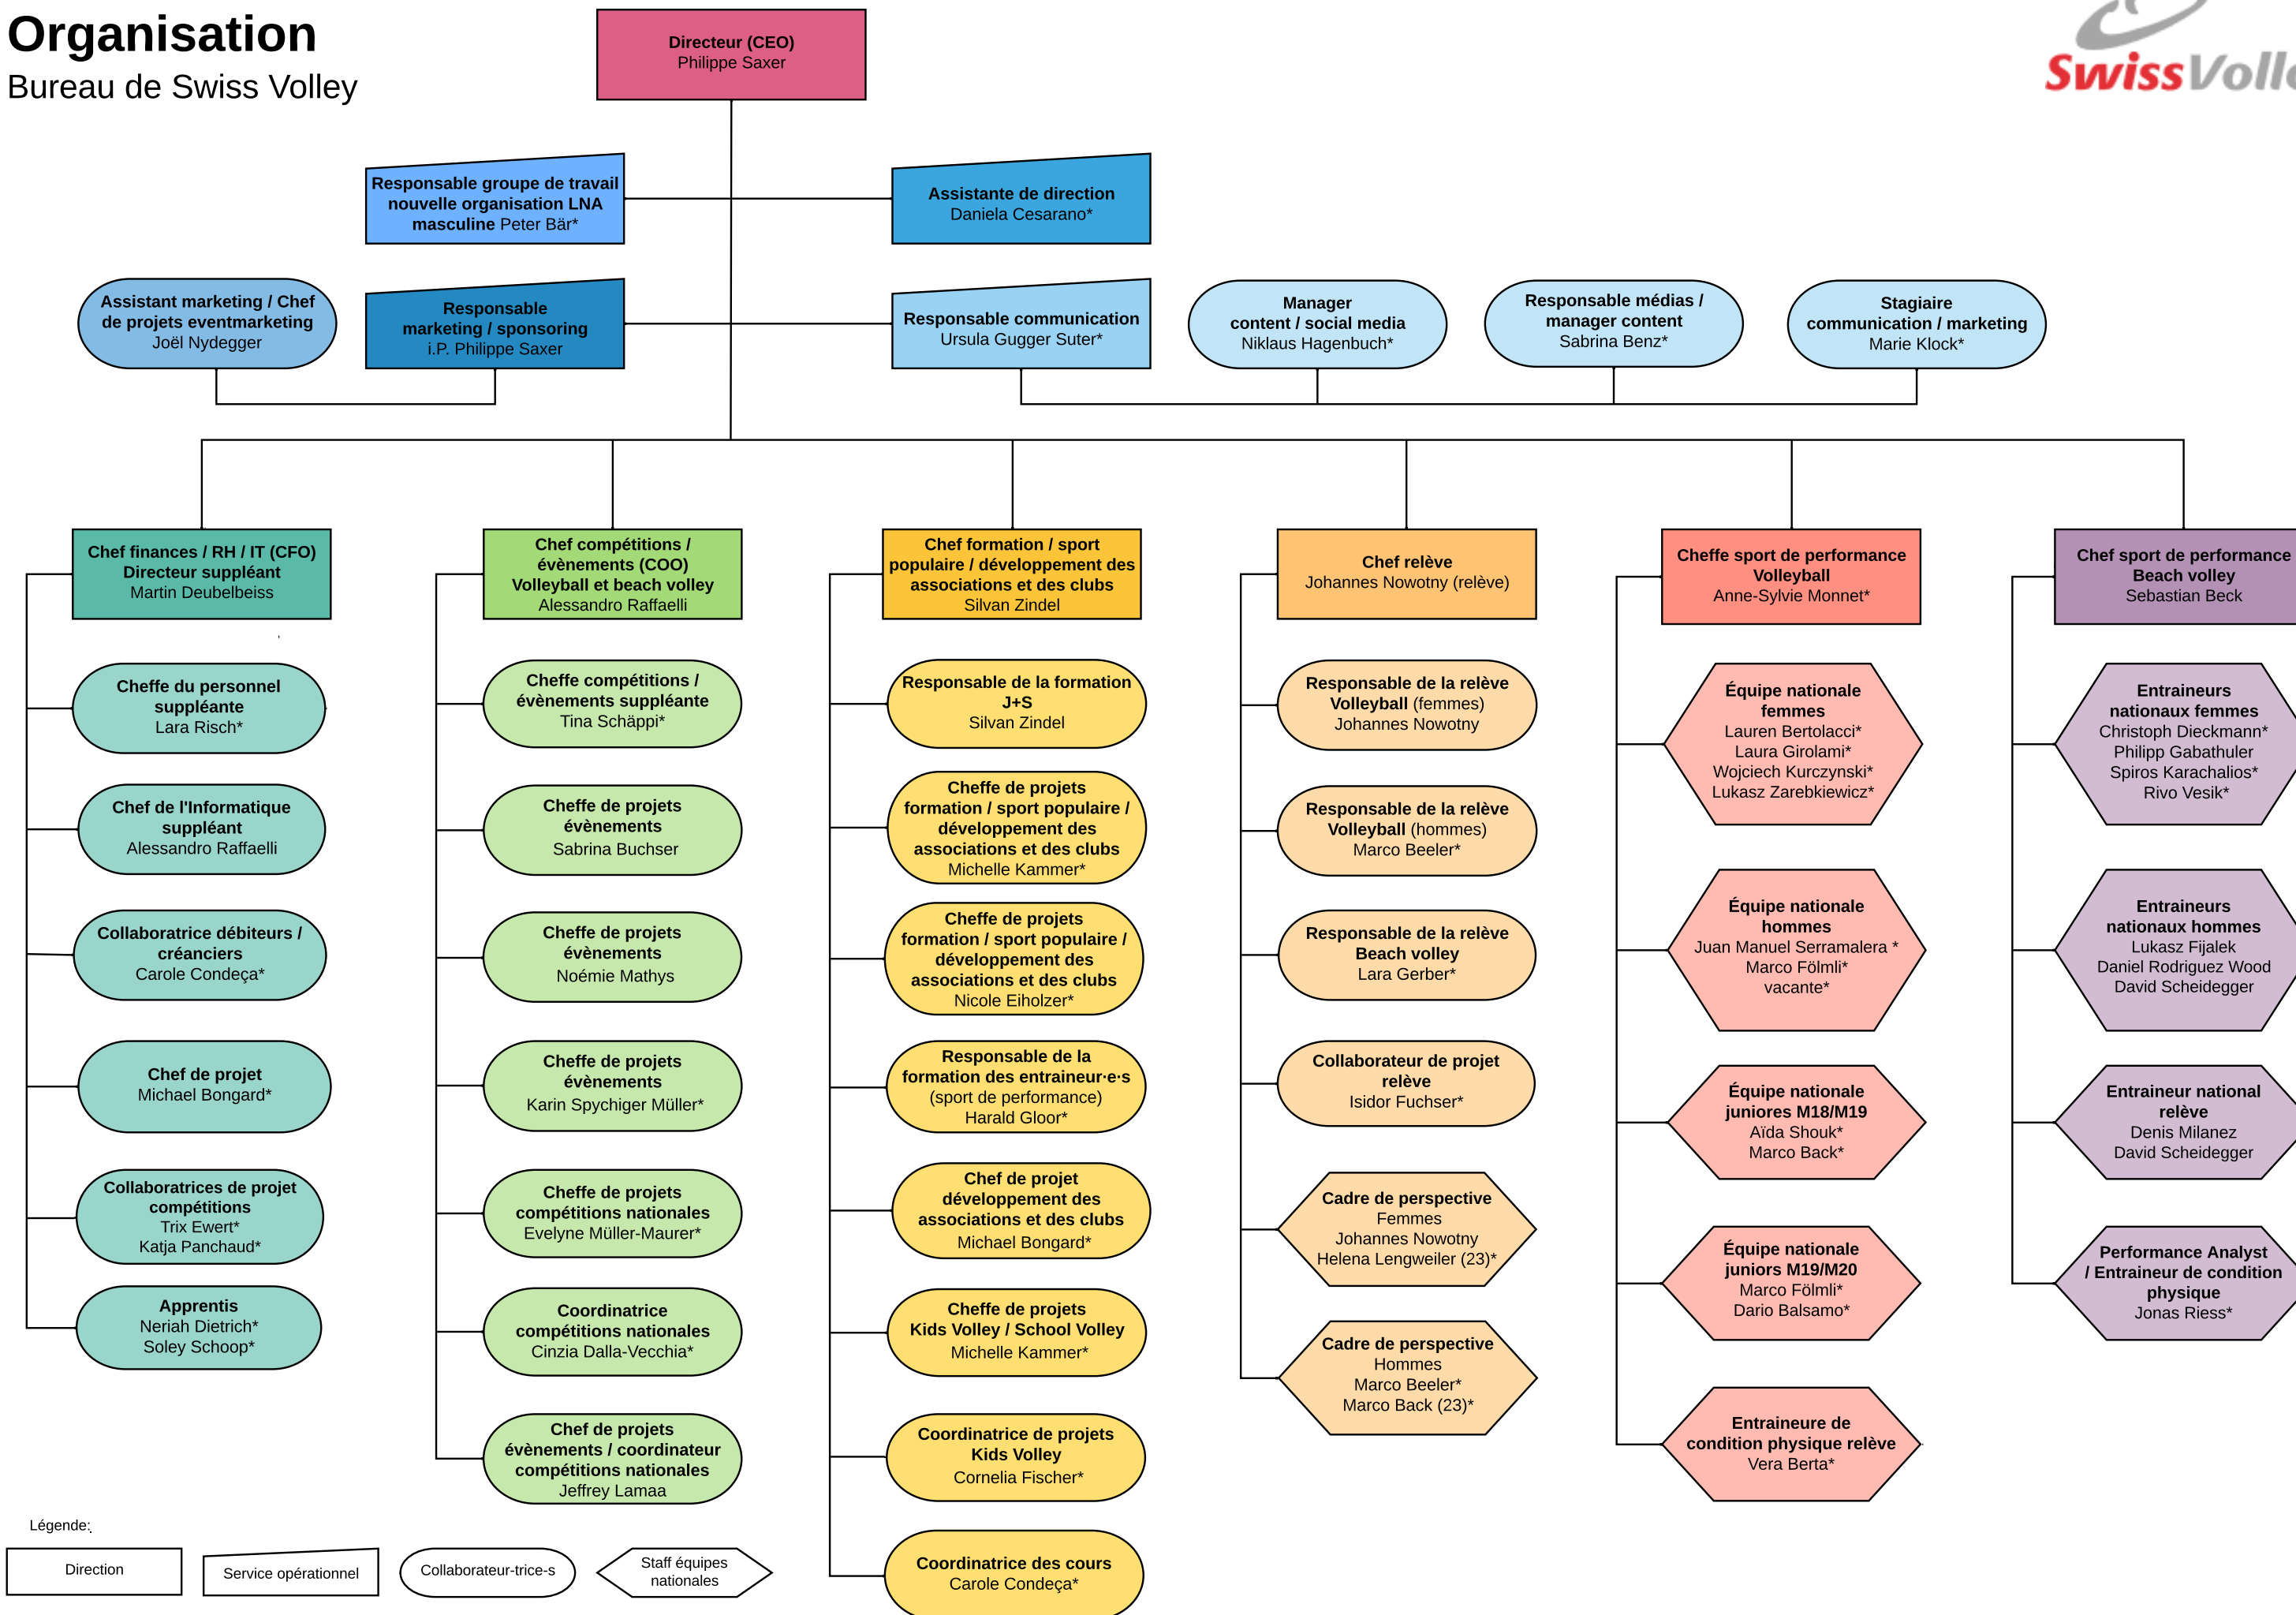 Organisation
Bureau de Swiss Volley
Directeur (CEO)
Philippe Saxer
Responsable groupe de travail
nouvelle organisation LNA
masculine Peter Bär*
Assistante de direction
Daniela Cesarano*
Assistant marketing / Chef
de projets eventmarketing
Joël Nydegger
Responsable
marketing / sponsoring
i.P. Philippe Saxer
Responsable communication
Ursula Gugger Suter*
Manager
content / social media
Niklaus Hagenbuch*
Responsable médias /
manager content
Sabrina Benz*
Stagiaire
communication / marketing
Marie Klock*
Chef finances / RH / IT (CFO)
Directeur suppléant
Martin Deubelbeiss
Cheffe du personnel
suppléante
Lara Risch*
Chef de l'Informatique
suppléant
Alessandro Raffaelli
Collaboratrice débiteurs /
créanciers
Carole Condeça*
Chef de projet
Michael Bongard*
Collaboratrices de projet
compétitions
Trix Ewert*
Katja Panchaud*
Apprentis
Neriah Dietrich*
Soley Schoop*
Chef compétitions /
évènements (COO)
Volleyball et beach volley
Alessandro Raffaelli
Cheffe compétitions /
évènements suppléante
Tina Schäppi*
Cheffe de projets
évènements
Sabrina Buchser
Cheffe de projets
évènements
Noémie Mathys
Cheffe de projets
évènements
Karin Spychiger Müller*
Cheffe de projets
compétitions nationales
Evelyne Müller-Maurer*
Coordinatrice
compétitions nationales
Cinzia Dalla-Vecchia*
Chef de projets
évènements / coordinateur
compétitions nationales
Jeffrey Lamaa
Chef formation / sport
populaire / développement des
associations et des clubs
Silvan Zindel
Responsable de la formation
J+S
Silvan Zindel
Cheffe de projets
formation / sport populaire /
développement des
associations et des clubs
Michelle Kammer*
Cheffe de projets
formation / sport populaire /
développement des
associations et des clubs
Nicole Eiholzer*
Responsable de la
formation des entraineur·e·s
(sport de performance)
Harald Gloor*
Chef de projet
développement des
associations et des clubs
Michael Bongard*
Cheffe de projets
Kids Volley / School Volley
Michelle Kammer*
Coordinatrice de projets
Kids Volley
Cornelia Fischer*
Coordinatrice des cours
Carole Condeça*
Chef relève
Johannes Nowotny (relève)
Responsable de la relève
Volleyball (femmes)
Johannes Nowotny
Responsable de la relève
Volleyball (hommes)
Marco Beeler*
Responsable de la relève
Beach volley
Lara Gerber*
Collaborateur de projet
relève
Isidor Fuchser*
Cadre de perspective
Femmes
Johannes Nowotny
Helena Lengweiler (23)*
Cadre de perspective
Hommes
Marco Beeler*
Marco Back (23)*
Cheffe sport de performance
Volleyball
Anne-Sylvie Monnet*
Équipe nationale
femmes
Lauren Bertolacci*
Laura Girolami*
Wojciech Kurczynski*
Lukasz Zarebkiewicz*
Équipe nationale
hommes
Juan Manuel Serramalera *
Marco Fölmli*
vacante*
Équipe nationale
juniores M18/M19
Aïda Shouk*
Marco Back*
Équipe nationale
juniors M19/M20
Marco Fölmli*
Dario Balsamo*
Entraineure de
condition physique relève
Vera Berta*
Chef sport de performance
Beach volley
Sebastian Beck
Entraineurs
nationaux femmes
Christoph Dieckmann*
Philipp Gabathuler
Spiros Karachalios*
Rivo Vesik*
Entraineurs
nationaux hommes
Lukasz Fijalek
Daniel Rodriguez Wood
David Scheidegger
Entraineur national
relève
Denis Milanez
David Scheidegger
Performance Analyst
/ Entraineur de condition
physique
Jonas Riess*
Légende:
Direction
Service opérationnel
Collaborateur-trice-s
Staff équipes
nationales